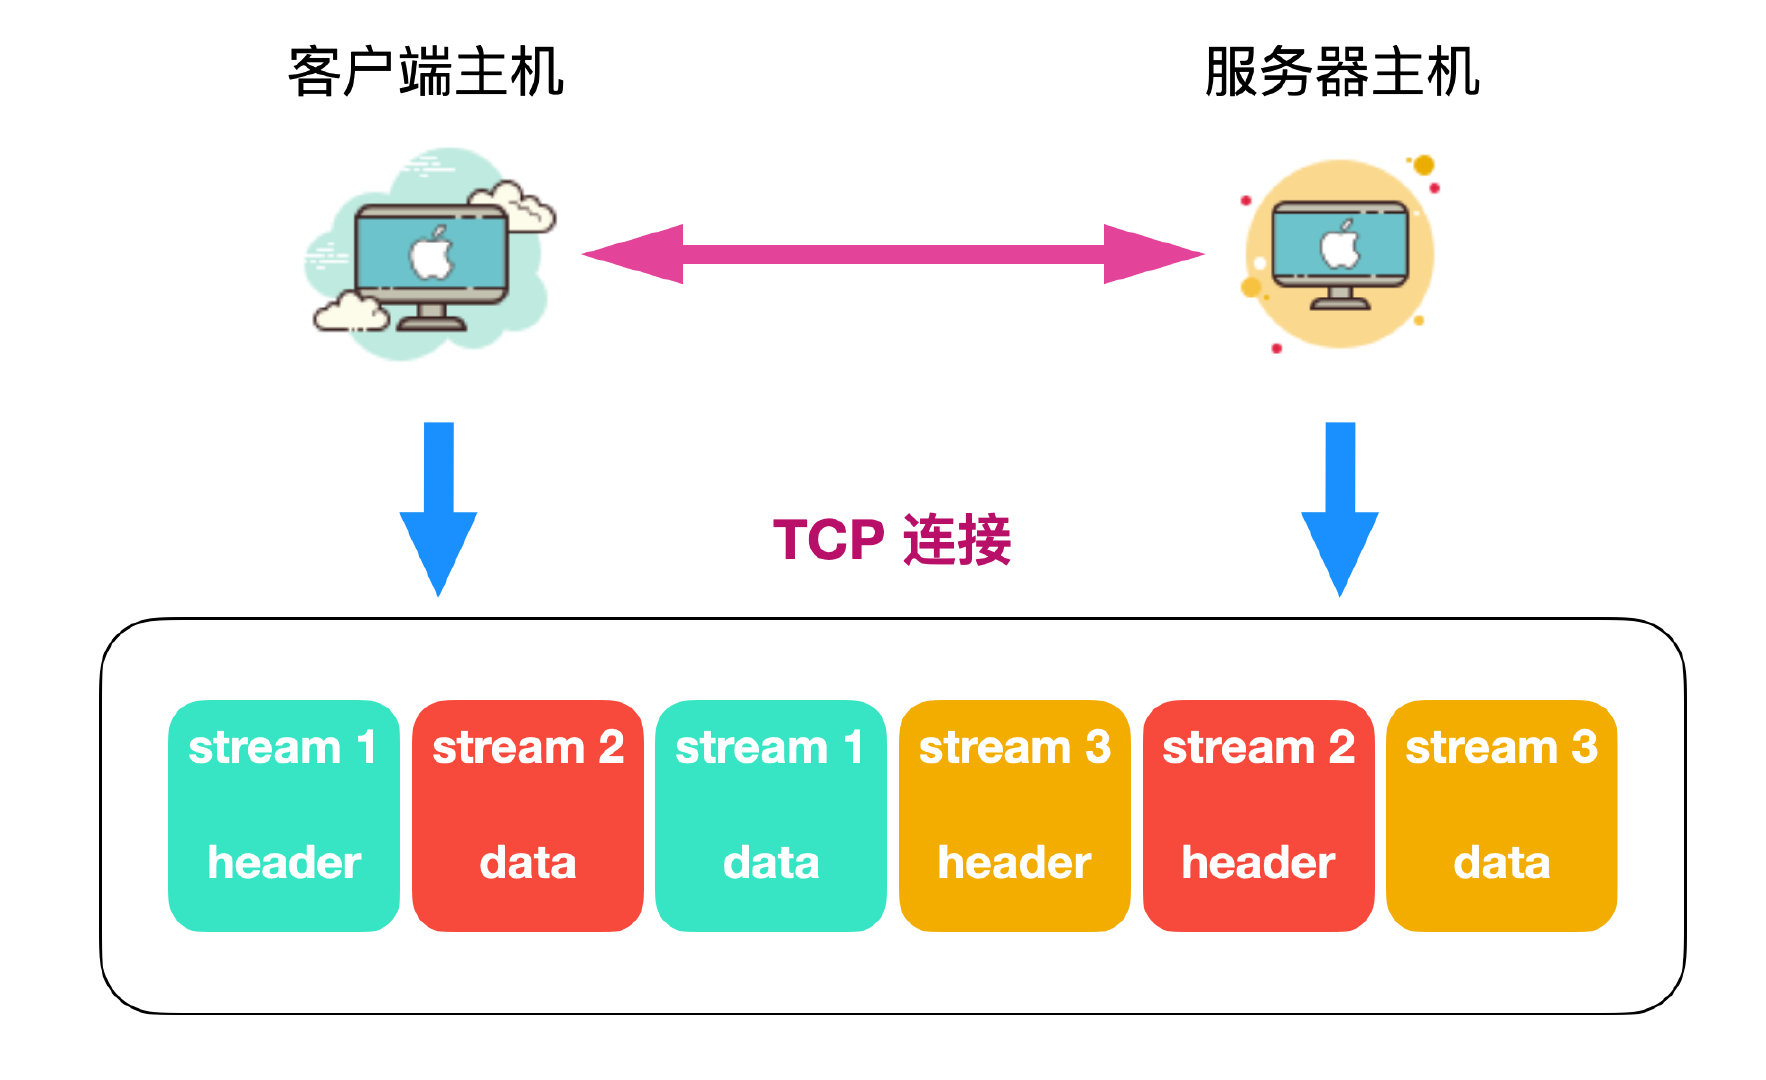 客户端主机
服务器主机
TCP 连接
stream 1
header
stream 2
data
stream 1
data
stream 3
header
stream 2
header
stream 3
data